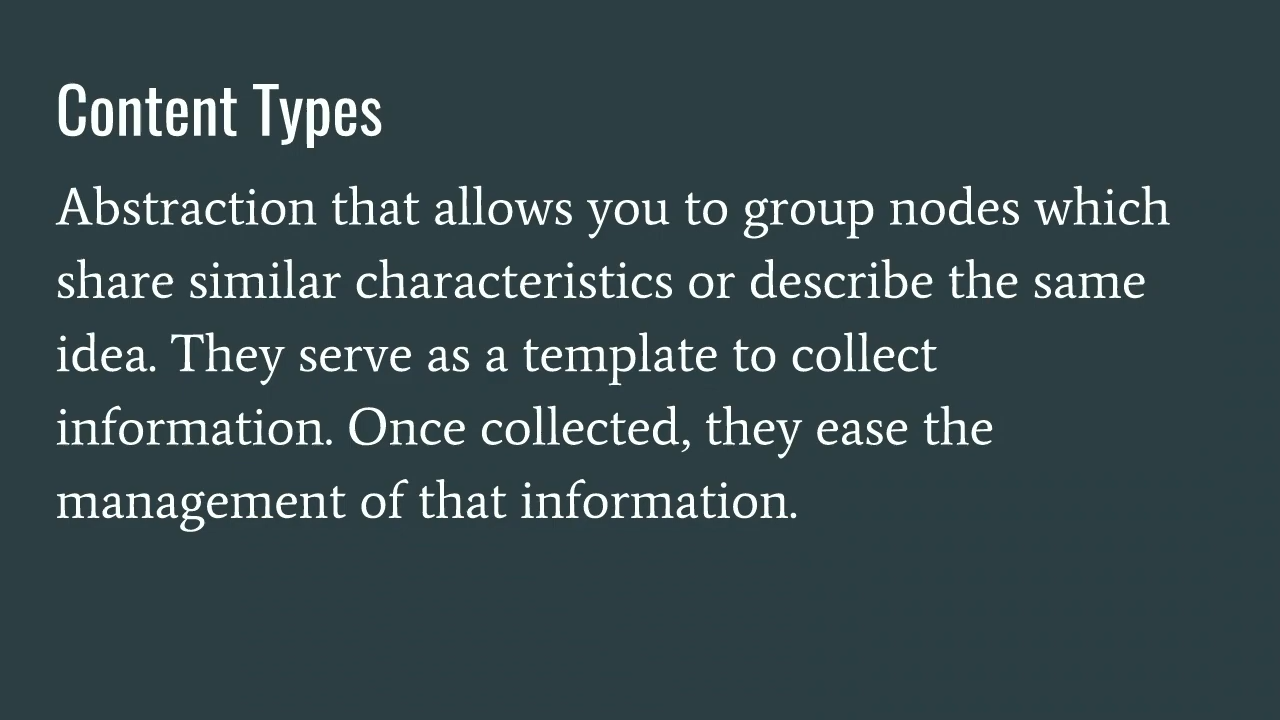 Content Types
Abstraction that allows you to group nodes which
share similar characteristics or describe the same
idea. They serve as a template to collect
information. Once collected, they ease the
management of that information.